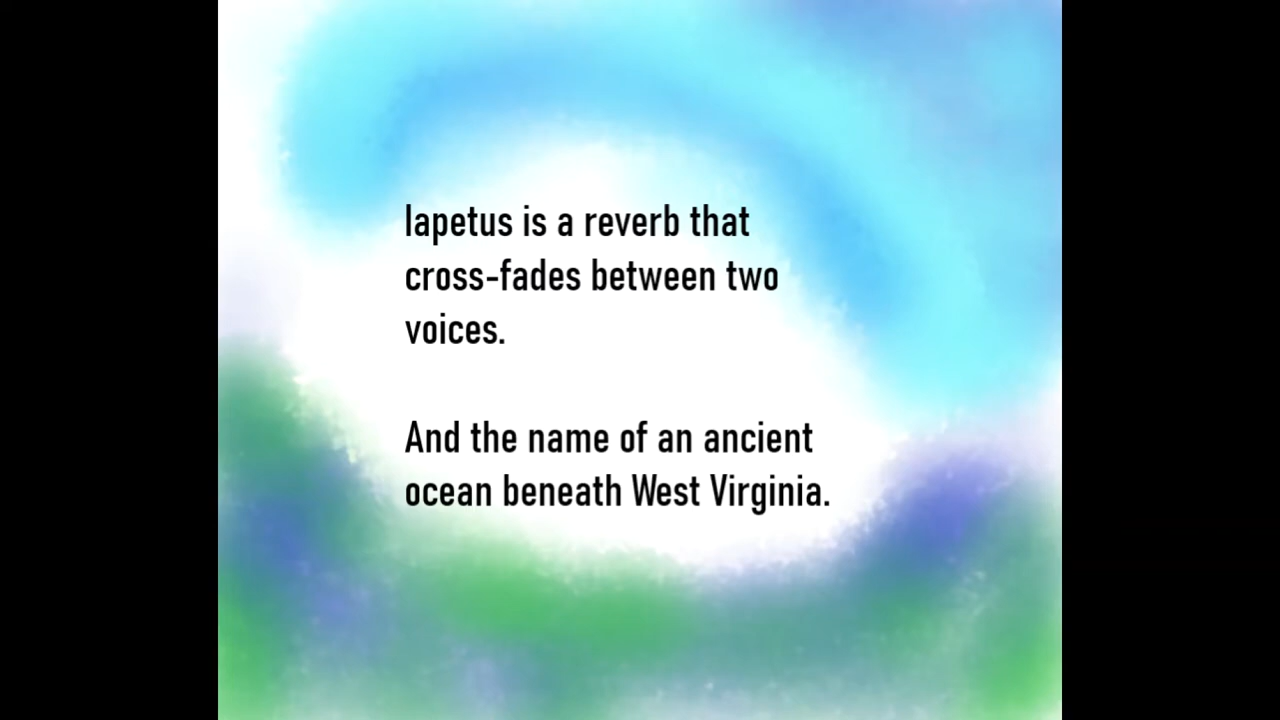 Iapetus is a reverb that
cross-fades between two
voices.
And the name of an ancient
ocean beneath West Virginia.